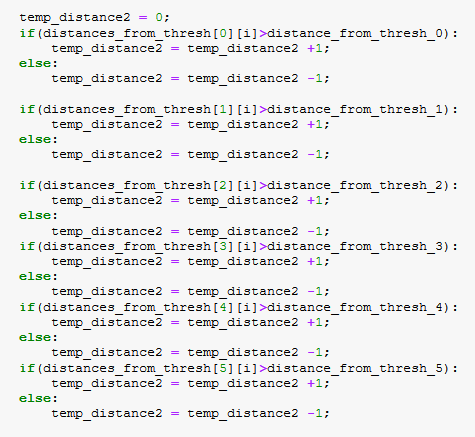 temp_distance2 = 0;
if(distances_from_thresh[0][i]>distance_from_thresh_0):
    temp_distance2 = temp_distance2 +1;
else:
    temp_distance2 = temp_distance2 -1;

if(distances_from_thresh[1][i]>distance_from_thresh_1):
    temp_distance2 = temp_distance2 +1;
else:
    temp_distance2 = temp_distance2 -1;

if(distances_from_thresh[2][i]>distance_from_thresh_2):
    temp_distance2 = temp_distance2 +1;
else:
    temp_distance2 = temp_distance2 -1;
if(distances_from_thresh[3][i]>distance_from_thresh_3):
    temp_distance2 = temp_distance2 +1;
else:
    temp_distance2 = temp_distance2 -1;
if(distances_from_thresh[4][i]>distance_from_thresh_4):
    temp_distance2 = temp_distance2 +1;
else:
    temp_distance2 = temp_distance2 -1;
if(distances_from_thresh[5][i]>distance_from_thresh_5):
    temp_distance2 = temp_distance2 +1;
else:
    temp_distance2 = temp_distance2 -1;